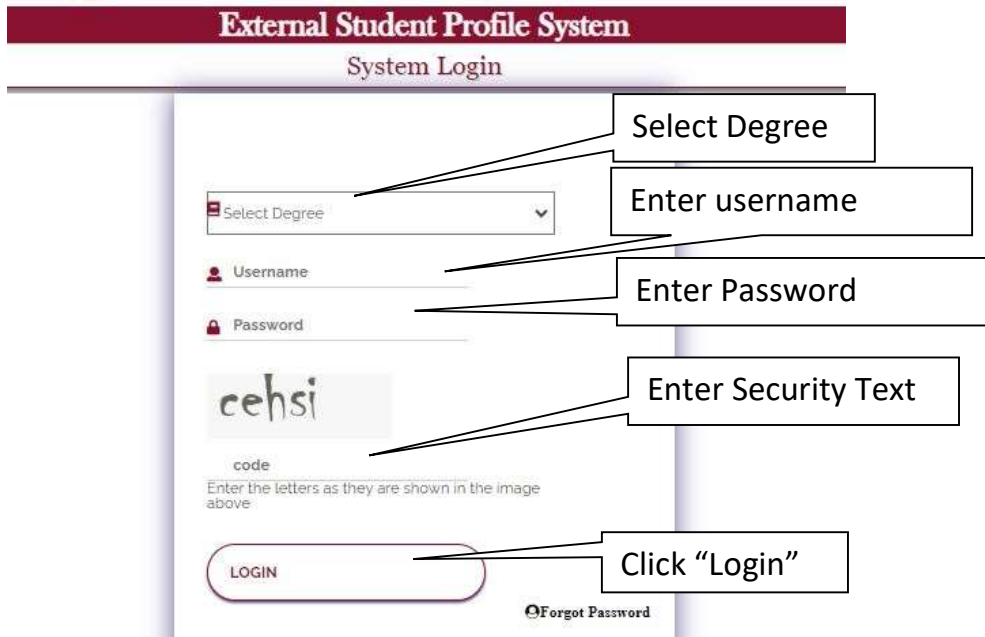 External Student Profile System
System Login
Select Degree
Select Degree
Enter username
Username
Enter Password
Password
cehsi
Enter Security Text
code
Enter the letters as they are shown in the image
above
LOGIN
Click “Login”
Forgot Password